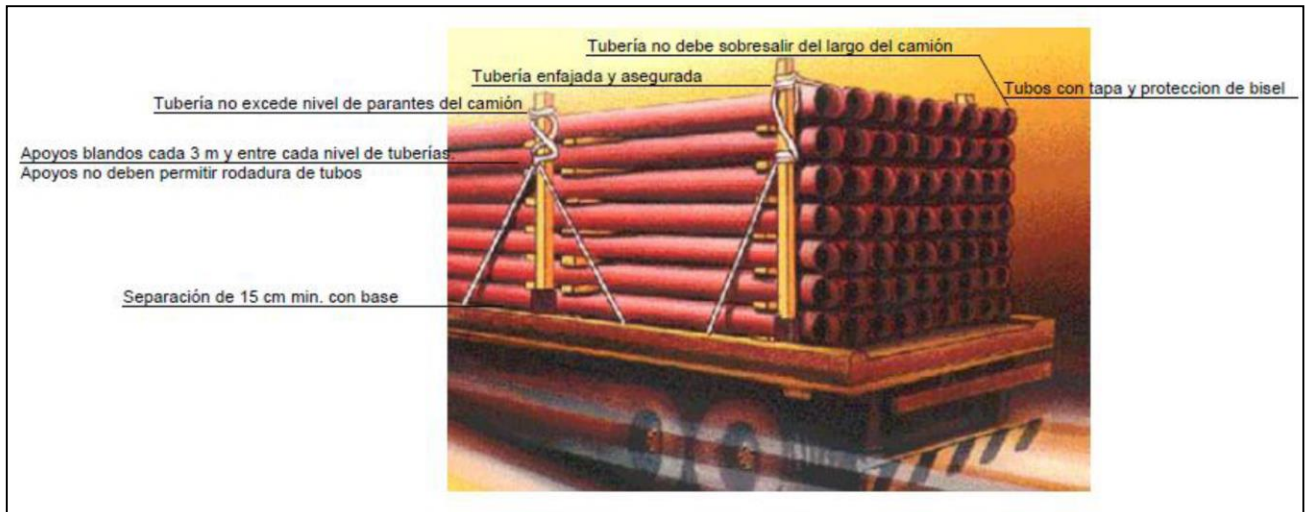 Tubería no debe sobresalir del largo del camión
Tubería enfajada y asegurada
Tubos con tapa y proteccion de bisel
Tubería no excede nivel de parantes del camión
Apoyos blandos cada 3 m y entre cada nivel de tuberías.
Apoyos no deben permitir rodadura de tubos
Separación de 15 cm min. con base